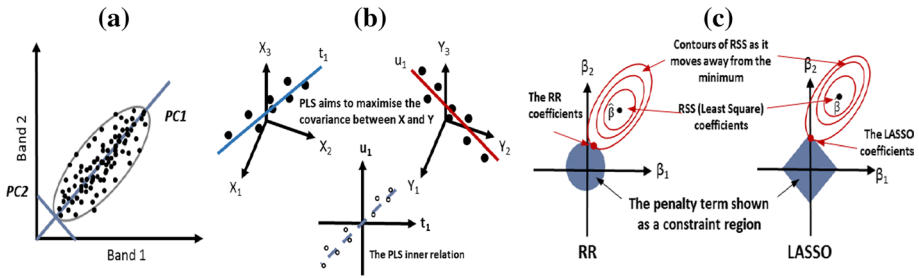 (a)
Band 2
PC1
PC2
Band 1
(b)
X3
t1
X2
X1
PLS aims to maximise the
covariance between X and Y
u1
Y3
Y2
Y1
u1
t1
The PLS inner relation
(c)
Contours of RSS as it
moves away from the
minimum
β2
The RR
coefficients
β̂
RSS (Least Square)
coefficients
β1
β2
β̂
The LASSO
coefficients
β1
The penalty term shown
as a constraint region
RR
LASSO